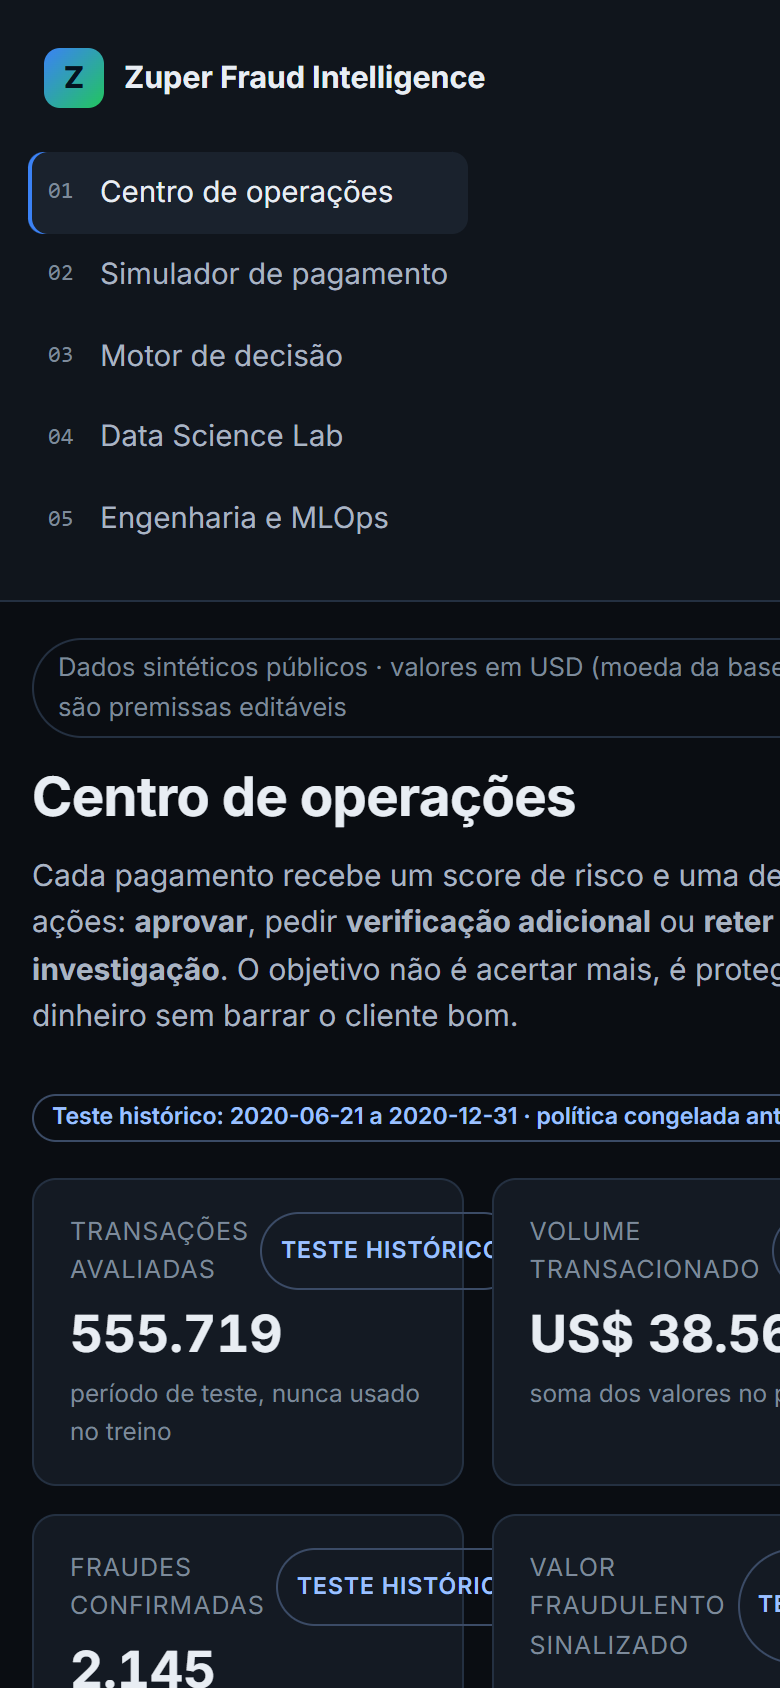 Z
Zuper Fraud Intelligence
01 Centro de operações
02 Simulador de pagamento
03 Motor de decisão
04 Data Science Lab
05 Engenharia e MLOps
Dados sintéticos públicos · valores em USD (moeda da base
são premissas editáveis
Centro de operações
Cada pagamento recebe um score de risco e uma de
ações: aprovar, pedir verificação adicional ou reter
investigação. O objetivo não é acertar mais, é proteg
dinheiro sem barrar o cliente bom.
Teste histórico: 2020-06-21 a 2020-12-31 · política congelada ant
TRANSAÇÕES
AVALIADAS
TESTE HISTÓRICO
555.719
período de teste, nunca usado
no treino
VOLUME
TRANSACIONADO
US$ 38.56
soma dos valores no p
FRAUDES
CONFIRMADAS
TESTE HISTÓRIC
2.145
VALOR
FRAUDULENTO
SINALIZADO
TE